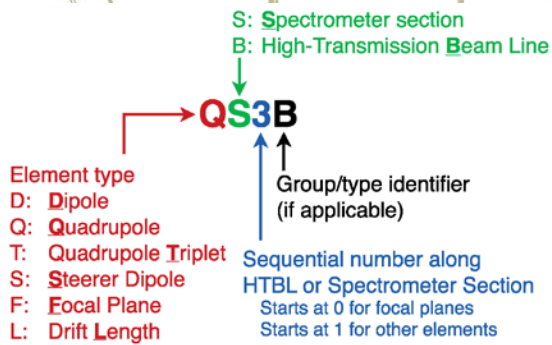 S: Spectrometer section
B: High-Transmission Beam Line
QS3B
Element type
D: Dipole
Q: Quadrupole
T: Quadrupole Triplet
S: Steerer Dipole
F: Focal Plane
L: Drift Length
Group/type identifier
(if applicable)
Sequential number along
HTBL or Spectrometer Section
Starts at 0 for focal planes
Starts at 1 for other elements